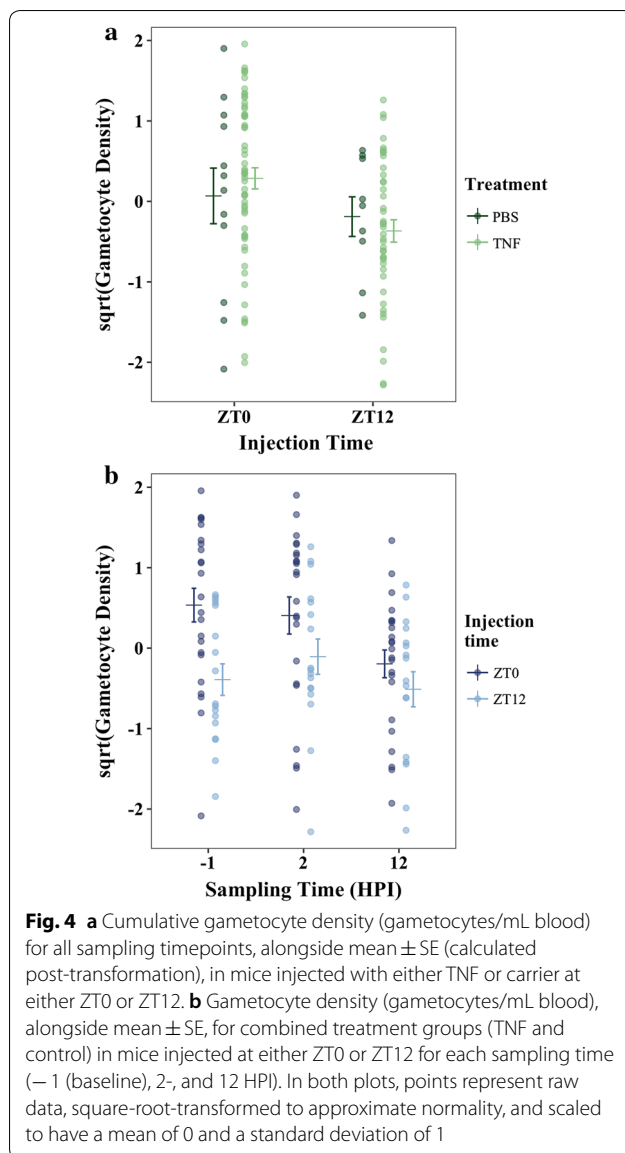 a
2
1
0
-1
-2
sqrt(Gametocyte Density)
ZT0
ZT12
Injection Time
Treatment
PBS
TNF
b
2
1
0
-1
-2
sqrt(Gametocyte Density)
-1
2
12
Sampling Time (HPI)
Injection
time
ZT0
ZT12
Fig. 4 a Cumulative gametocyte density (gametocytes/mL blood)
for all sampling timepoints, alongside mean ± SE (calculated
post-transformation), in mice injected with either TNF or carrier at
either ZT0 or ZT12. b Gametocyte density (gametocytes/mL blood),
alongside mean ± SE, for combined treatment groups (TNF and
control) in mice injected at either ZT0 or ZT12 for each sampling time
(− 1 (baseline), 2-, and 12 HPI). In both plots, points represent raw
data, square-root-transformed to approximate normality, and scaled
to have a mean of 0 and a standard deviation of 1